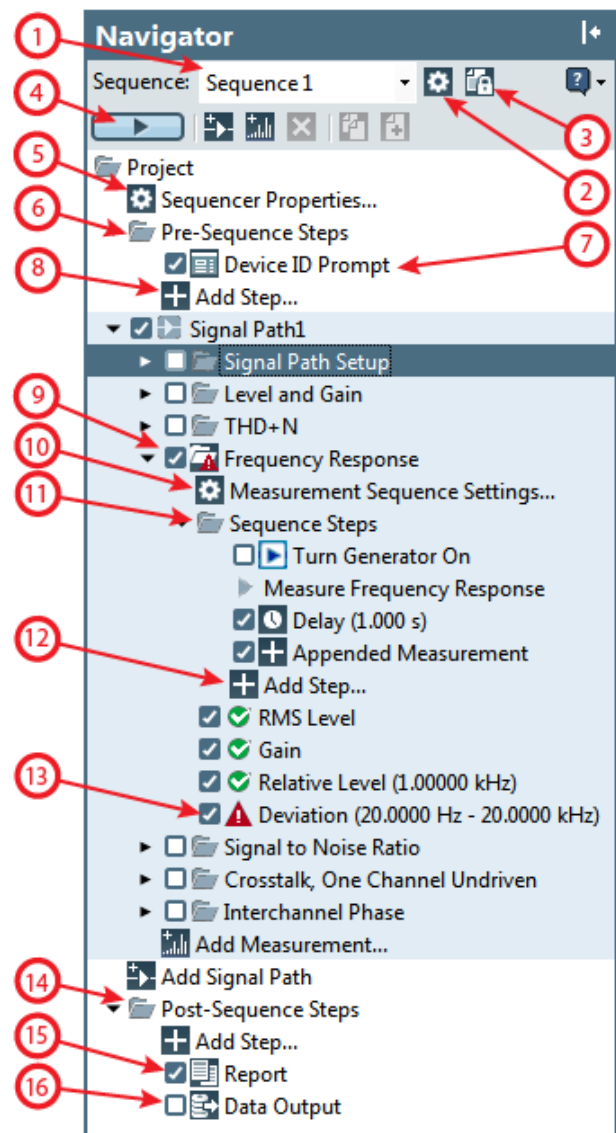 1
Navigator
Sequence: Sequence 1
?
4
3
5
Project
2
Sequencer Properties...
6
Pre-Sequence Steps
7
Device ID Prompt
8
Add Step...
Signal Path1
Signal Path Setup
9
Level and Gain
THD+N
10
Frequency Response
Measurement Sequence Settings...
11
Sequence Steps
Turn Generator On
Measure Frequency Response
Delay (1.000 s)
12
Appended Measurement
Add Step...
RMS Level
Gain
13
Relative Level (1.00000 kHz)
Deviation (20.0000 Hz - 20.0000 kHz)
Signal to Noise Ratio
Crosstalk, One Channel Undriven
Interchannel Phase
Add Measurement...
14
Add Signal Path
Post-Sequence Steps
15
Add Step...
Report
16
Data Output